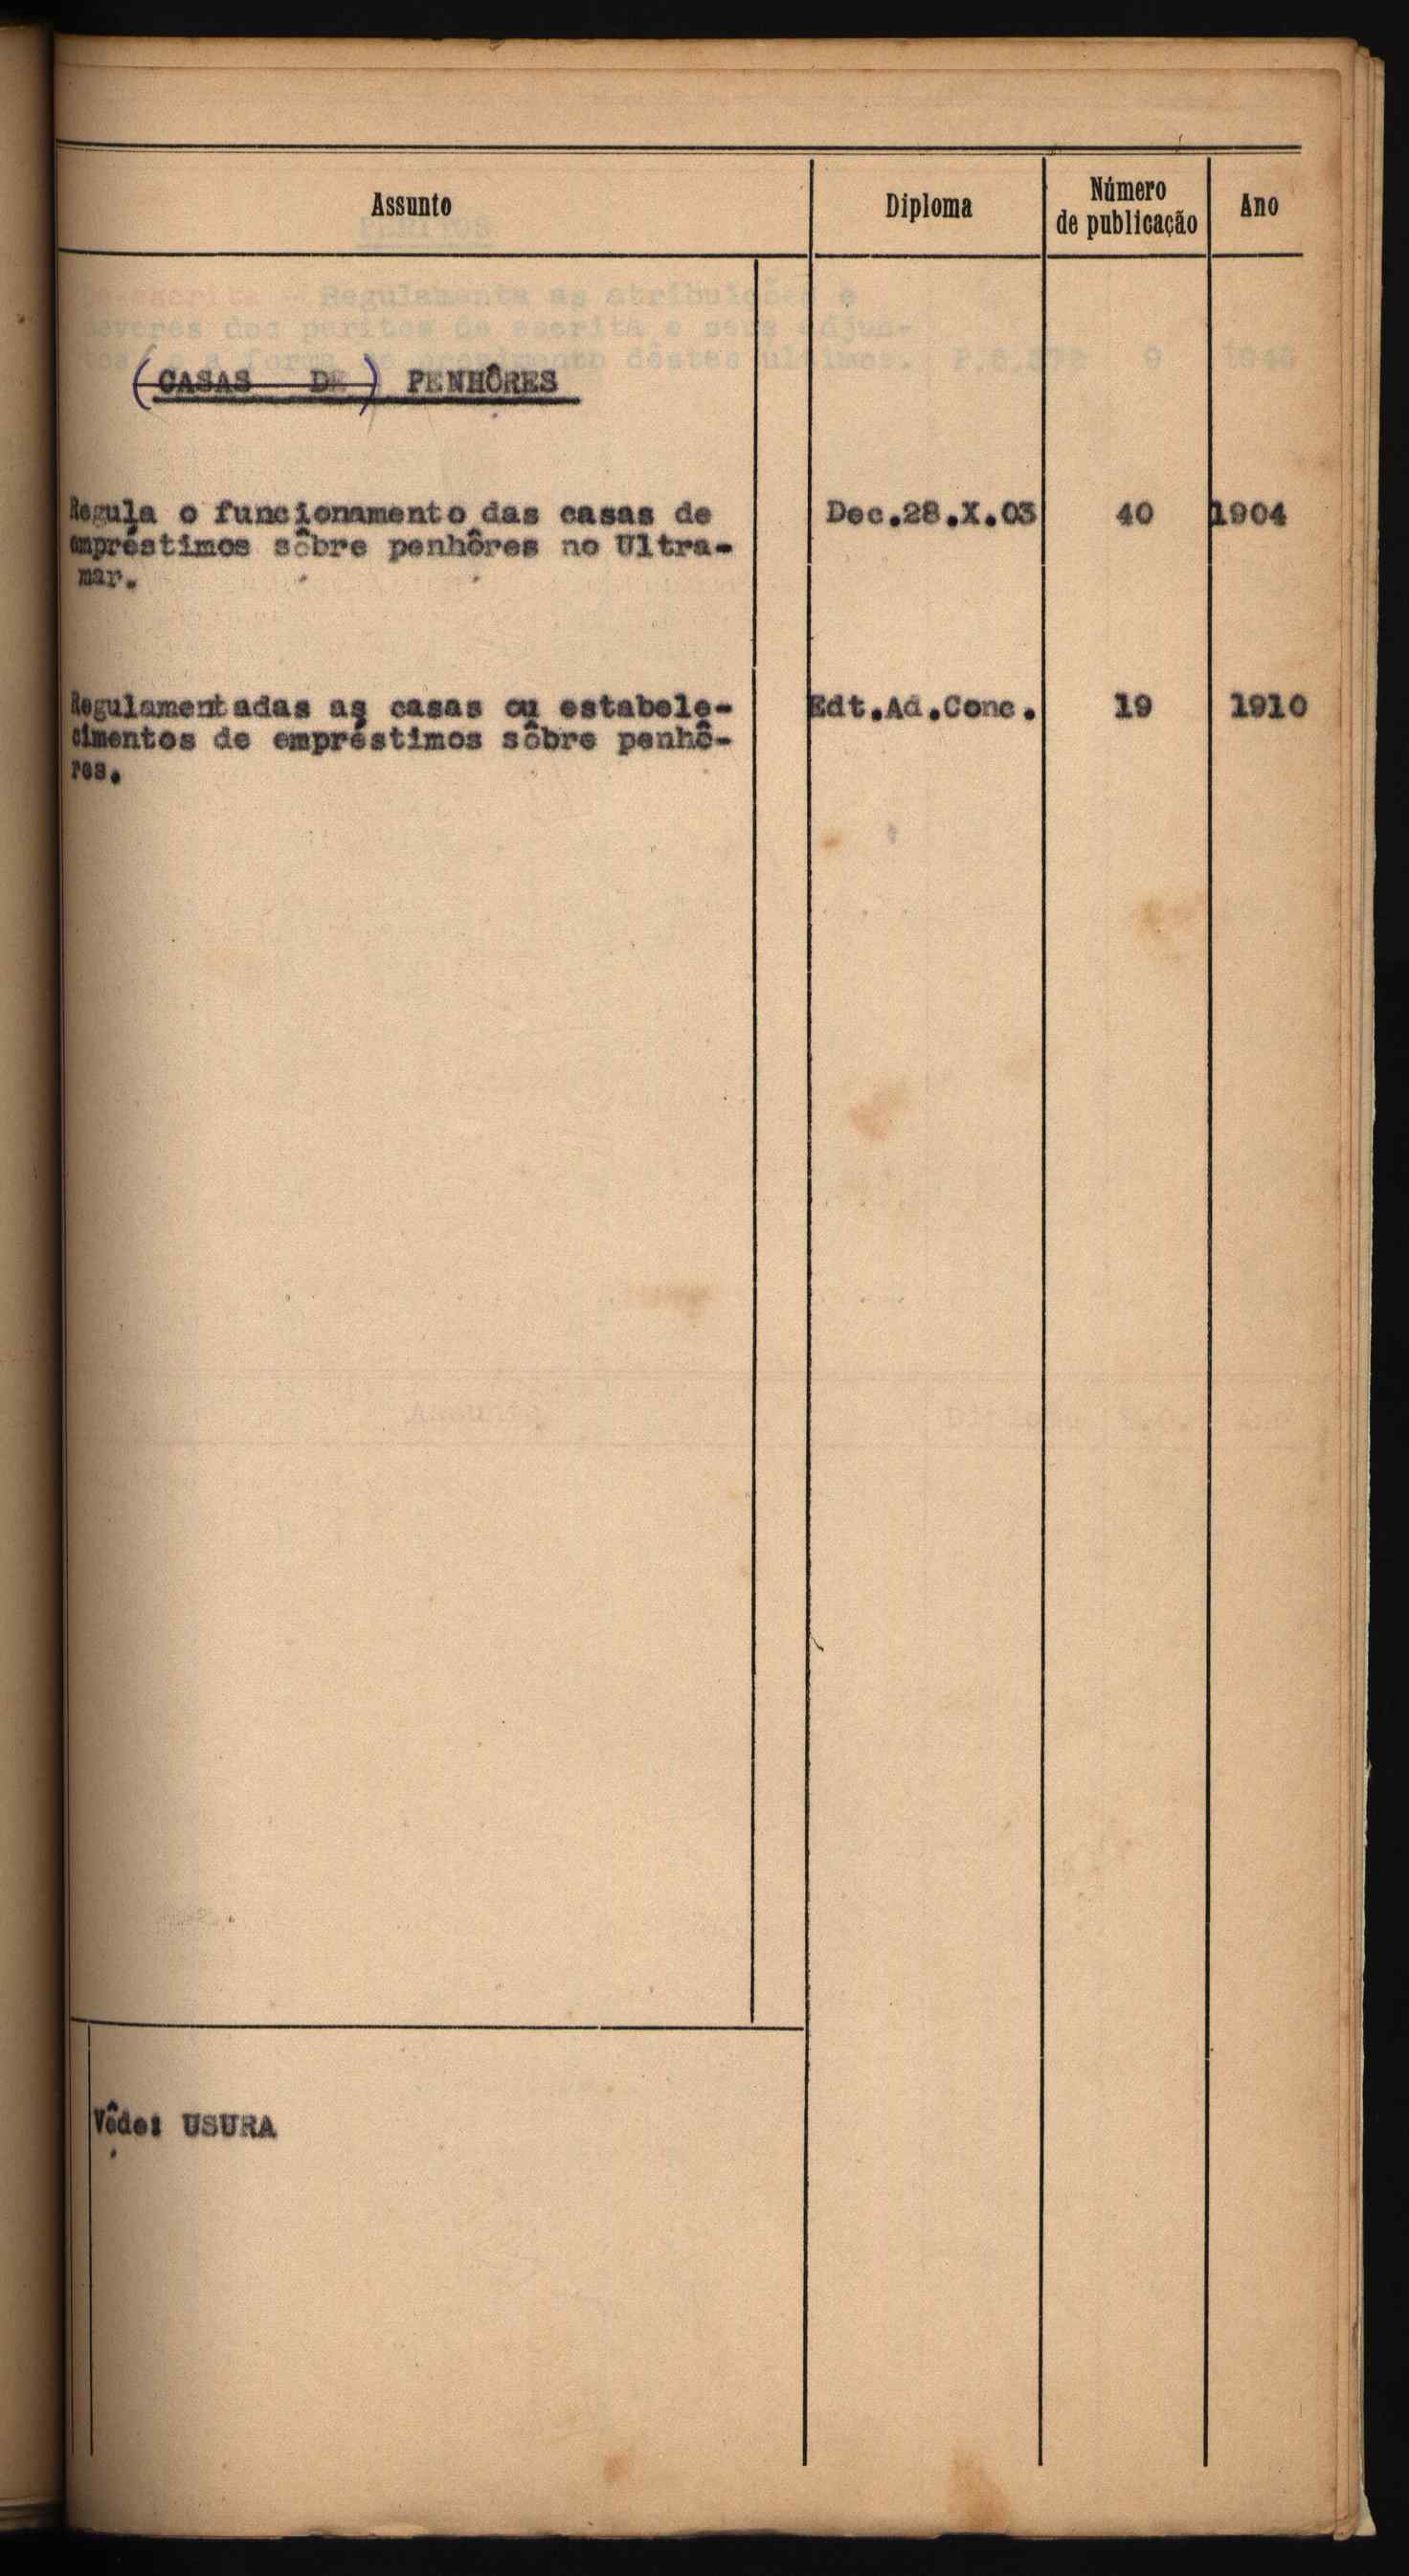 Assunto Diploma Número de publicação Ano
(CASAS DE) PENHÔRES
Regula o funcionamento das casas de Dec.28.X.03 40 1904
empréstimos sôbre penhôres no Ultra-
mar.
Regulamentadas as casas ou estabele- Edt.Ad.Conc. 19 1910
cimentos de empréstimos sôbre penhô-
res.
Vêde: USURA